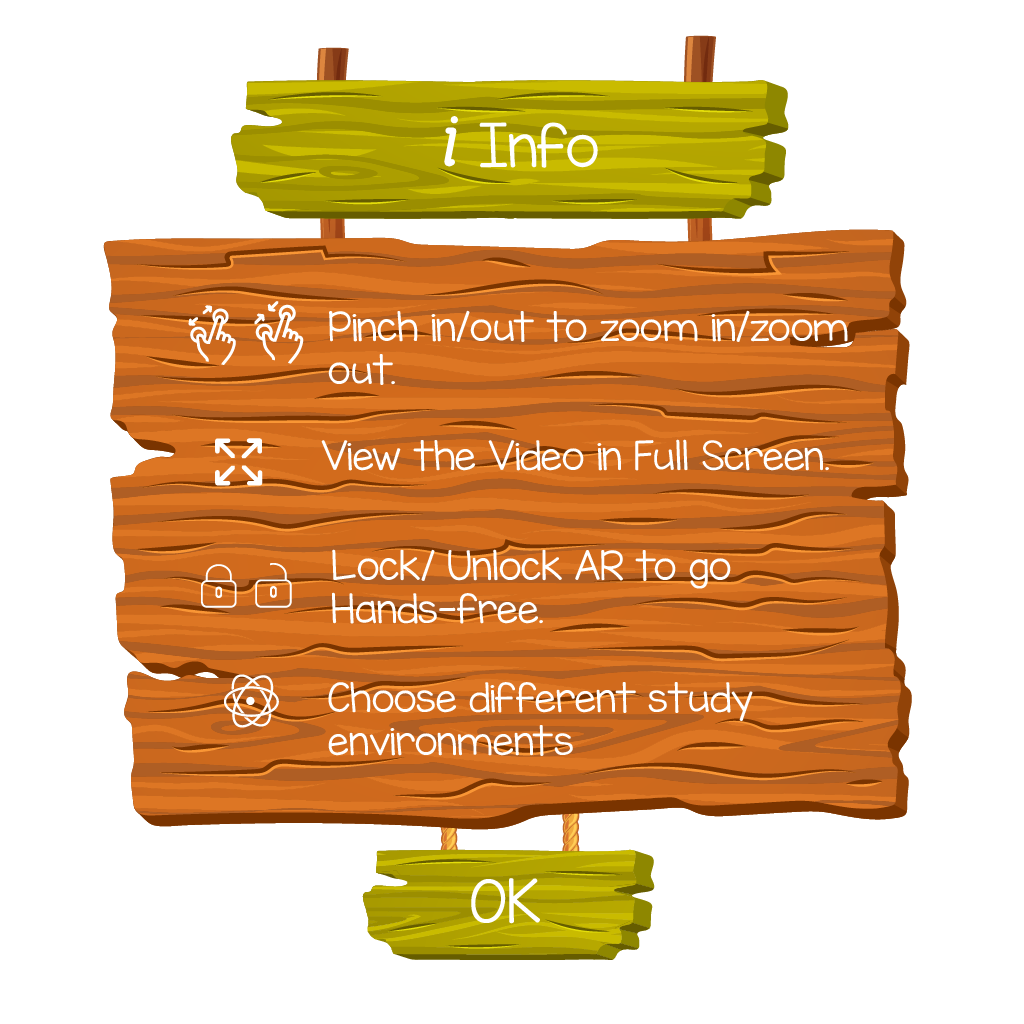 i Info
Pinch in/out to zoom in/zoom
out.
View the Video in Full Screen.
Lock/ Unlock AR to go
Hands-free.
Choose different study
environments
OK